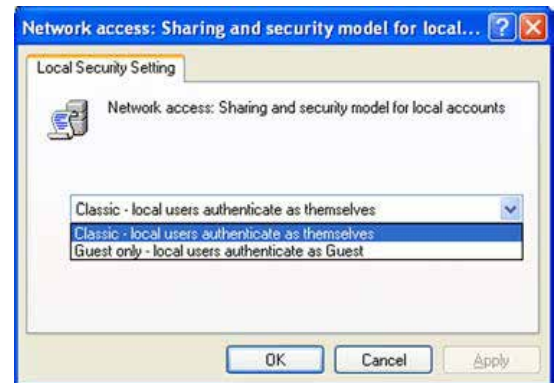 Network access: Sharing and security model for local...
Local Security Setting
Network access: Sharing and security model for local accounts
Classic - local users authenticate as themselves
Classic - local users authenticate as themselves
Guest only - local users authenticate as Guest
OK
Cancel
Apply